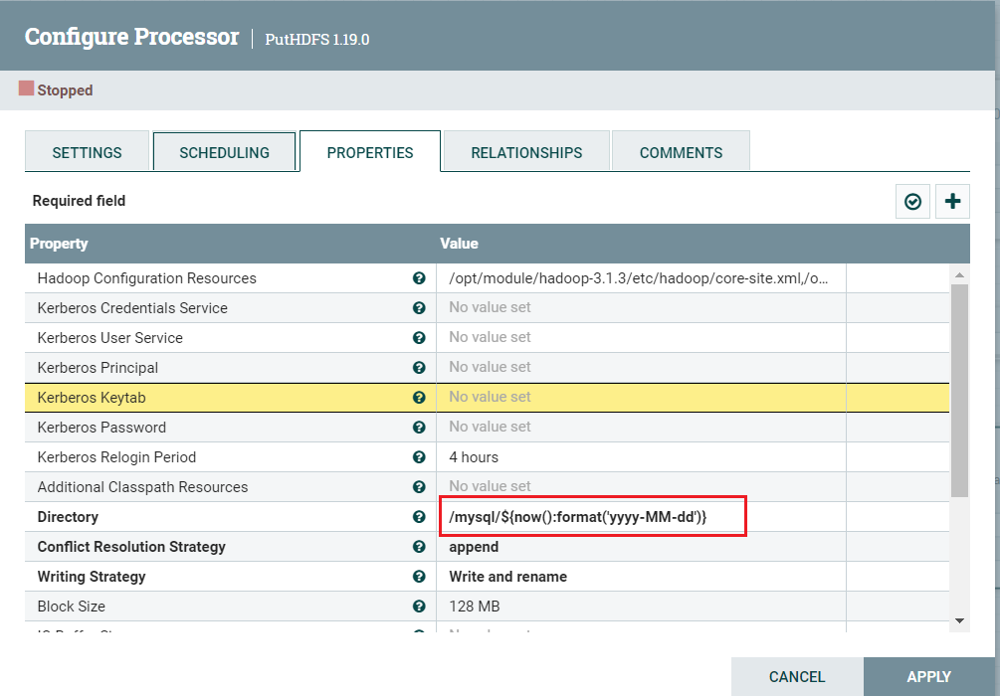 Configure Processor | PutHDFS 1.19.0
Stopped
SETTINGS SCHEDULING PROPERTIES RELATIONSHIPS COMMENTS
Required field
Property Value
Hadoop Configuration Resources /opt/module/hadoop-3.1.3/etc/hadoop/core-site.xml,/o...
Kerberos Credentials Service No value set
Kerberos User Service No value set
Kerberos Principal No value set
Kerberos Keytab No value set
Kerberos Password No value set
Kerberos Relogin Period 4 hours
Additional Classpath Resources No value set
Directory /mysql/${now():format('yyyy-MM-dd')}
Conflict Resolution Strategy append
Writing Strategy Write and rename
Block Size 128 MB
CANCEL APPLY